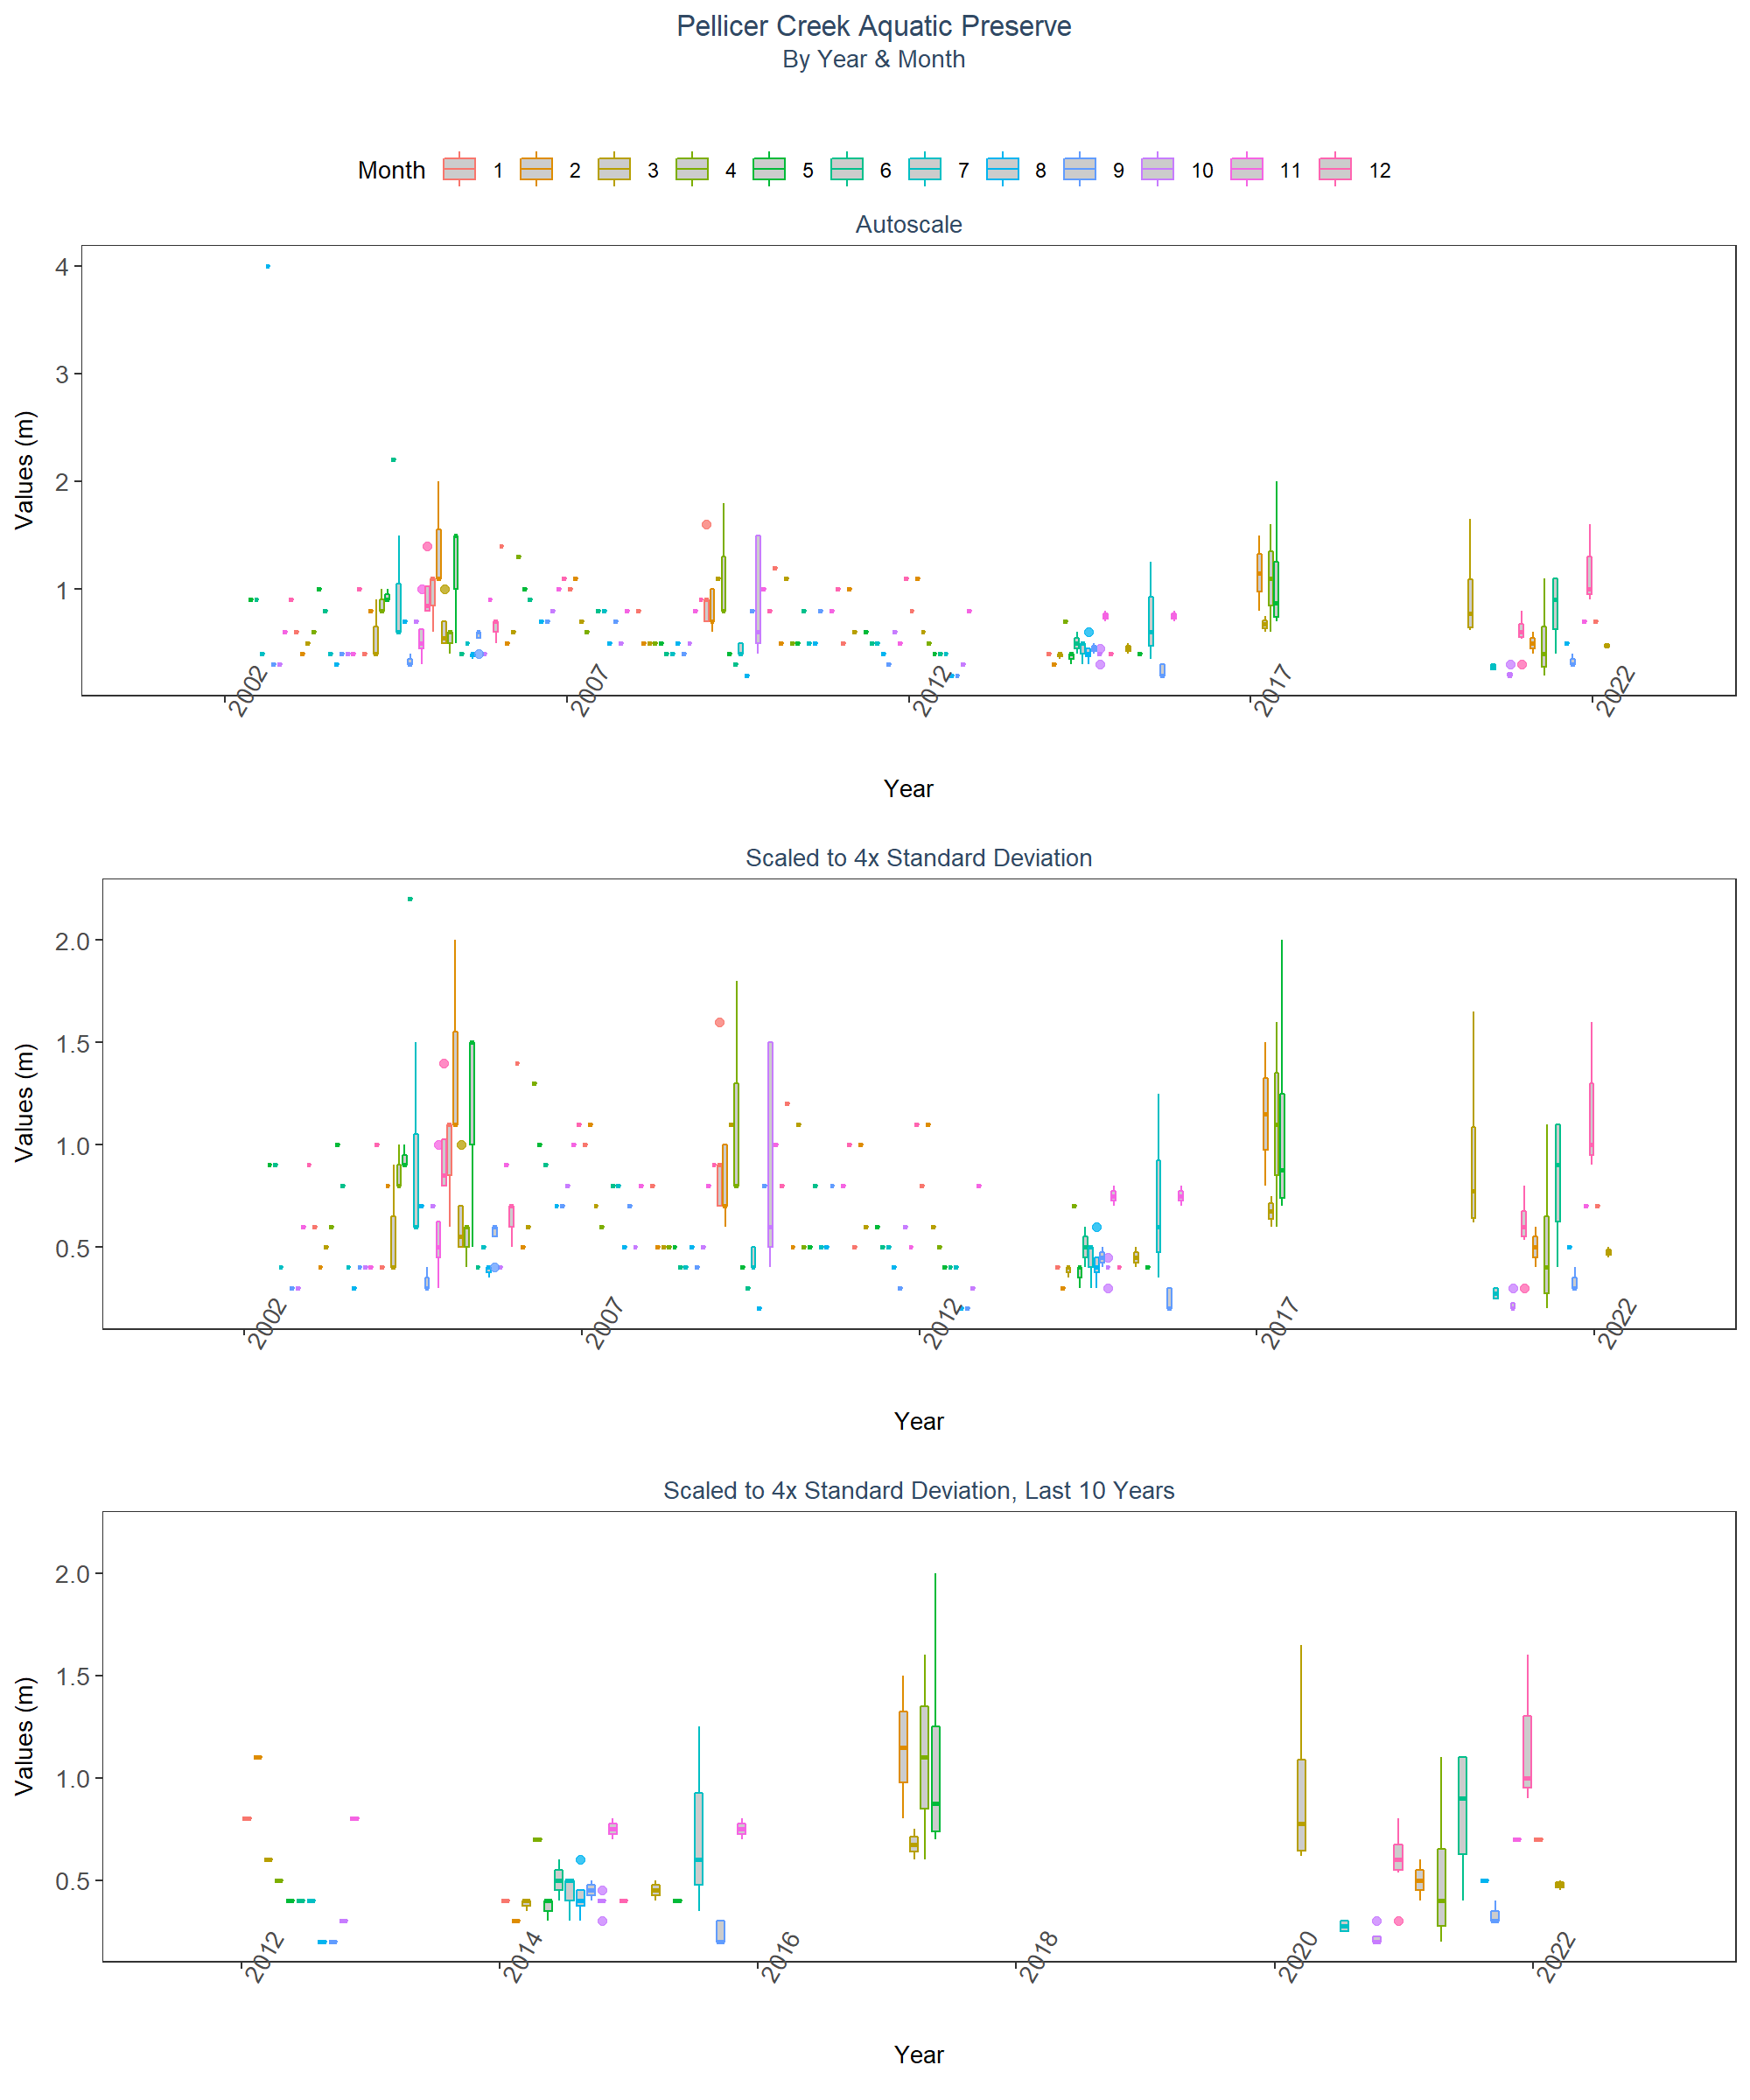 Pellicer Creek Aquatic Preserve
By Year & Month
Month 1 2 3 4 5 6 7 8 9 10 11 12
Autoscale
4
3
2
1
Values (m)
2002 2007 2012 2017 2022
Year
Scaled to 4x Standard Deviation
2.0
1.5
1.0
0.5
Values (m)
2002 2007 2012 2017 2022
Year
Scaled to 4x Standard Deviation, Last 10 Years
2.0
1.5
1.0
0.5
Values (m)
2012 2014 2016 2018 2020 2022
Year